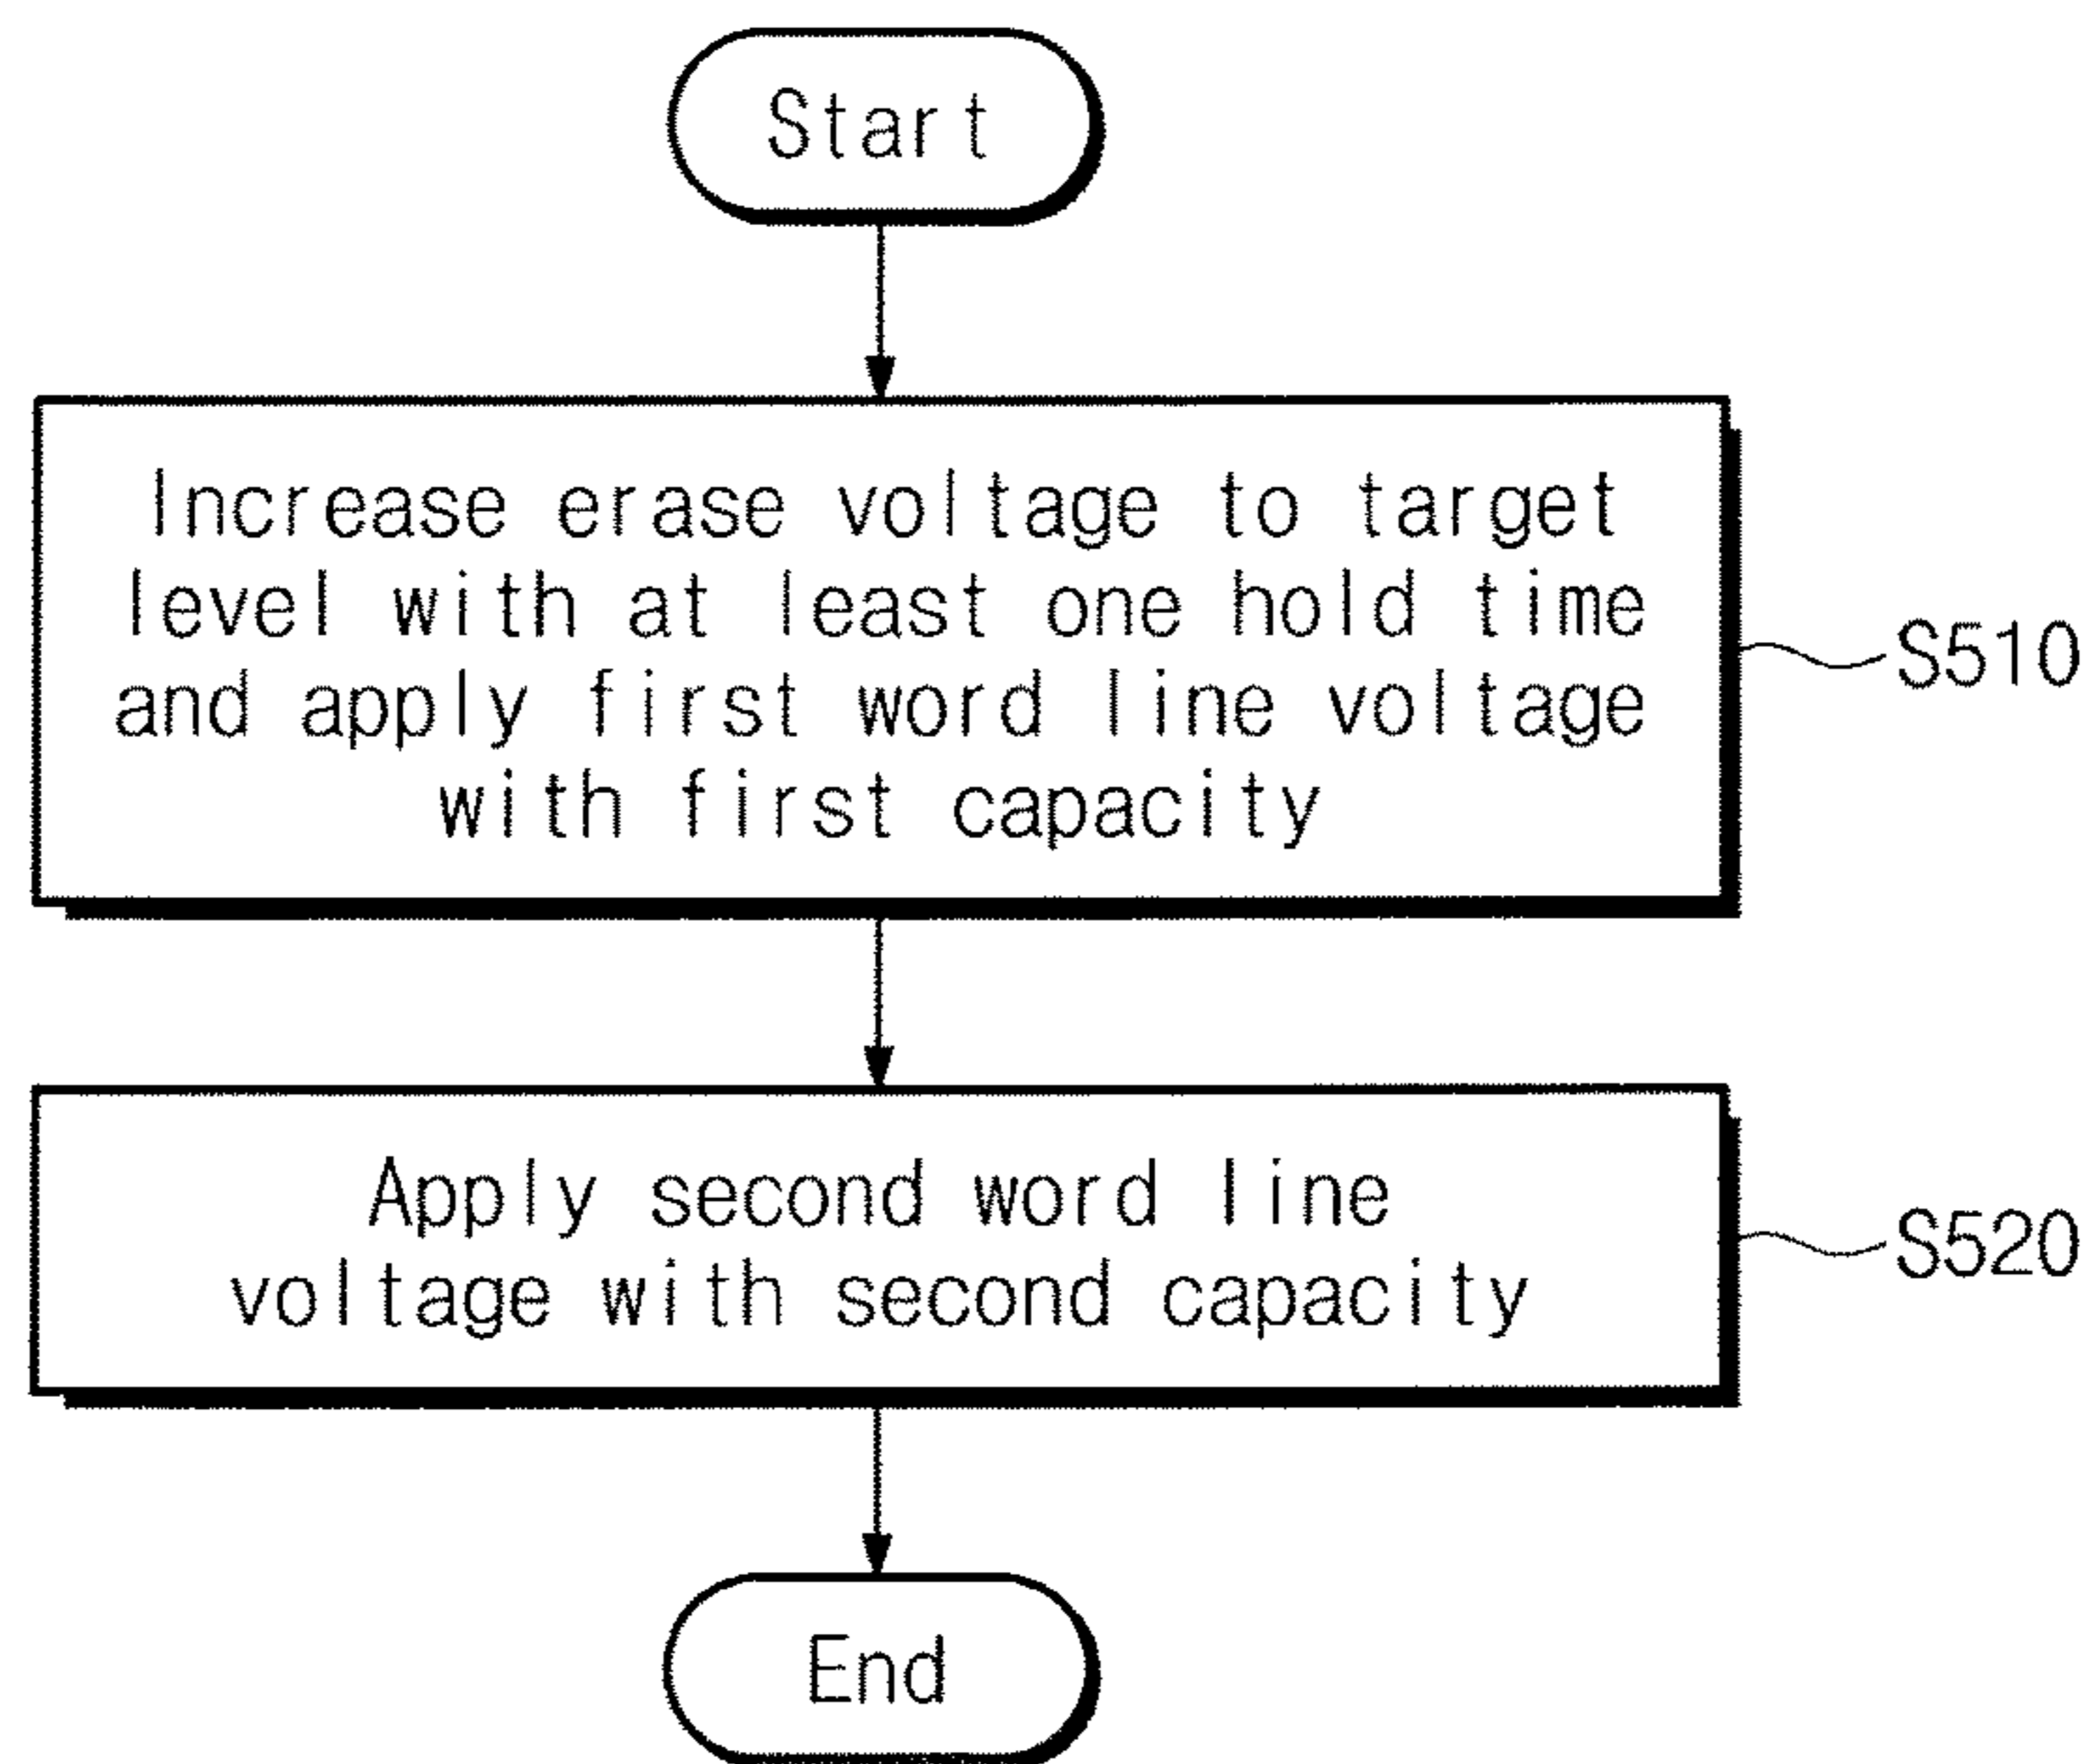 Start
Increase erase voltage to target
level with at least one hold time
and apply first word line voltage
with first capacity
S510
Apply second word line
voltage with second capacity
S520
End